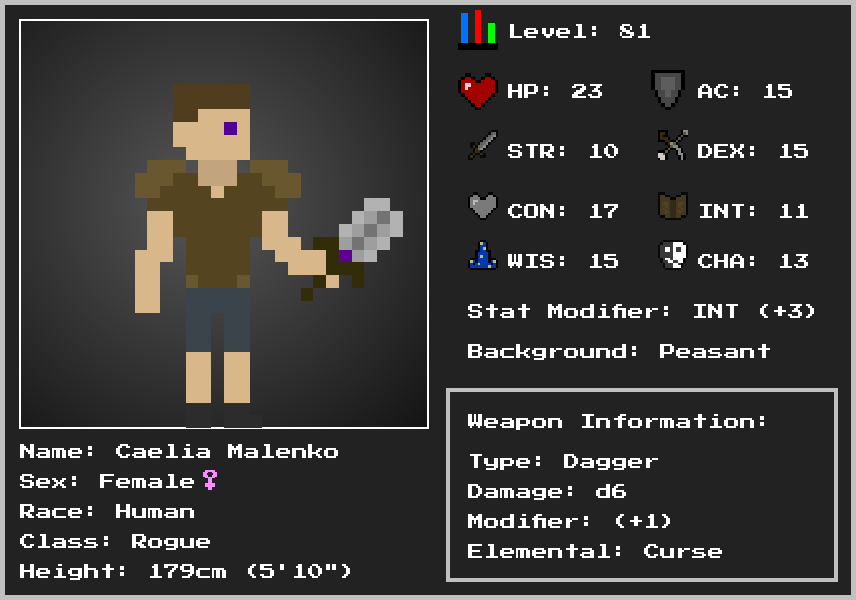 Level: 81
HP: 23
AC: 15
STR: 10
DEX: 15
CON: 17
INT: 11
WIS: 15
CHA: 13
Stat Modifier: INT (+3)
Background: Peasant
Weapon Information:
Type: Dagger
Damage: d6
Modifier: (+1)
Elemental: Curse
Name: Caelia Malenko
Sex: Female♀
Race: Human
Class: Rogue
Height: 179cm (5'10")